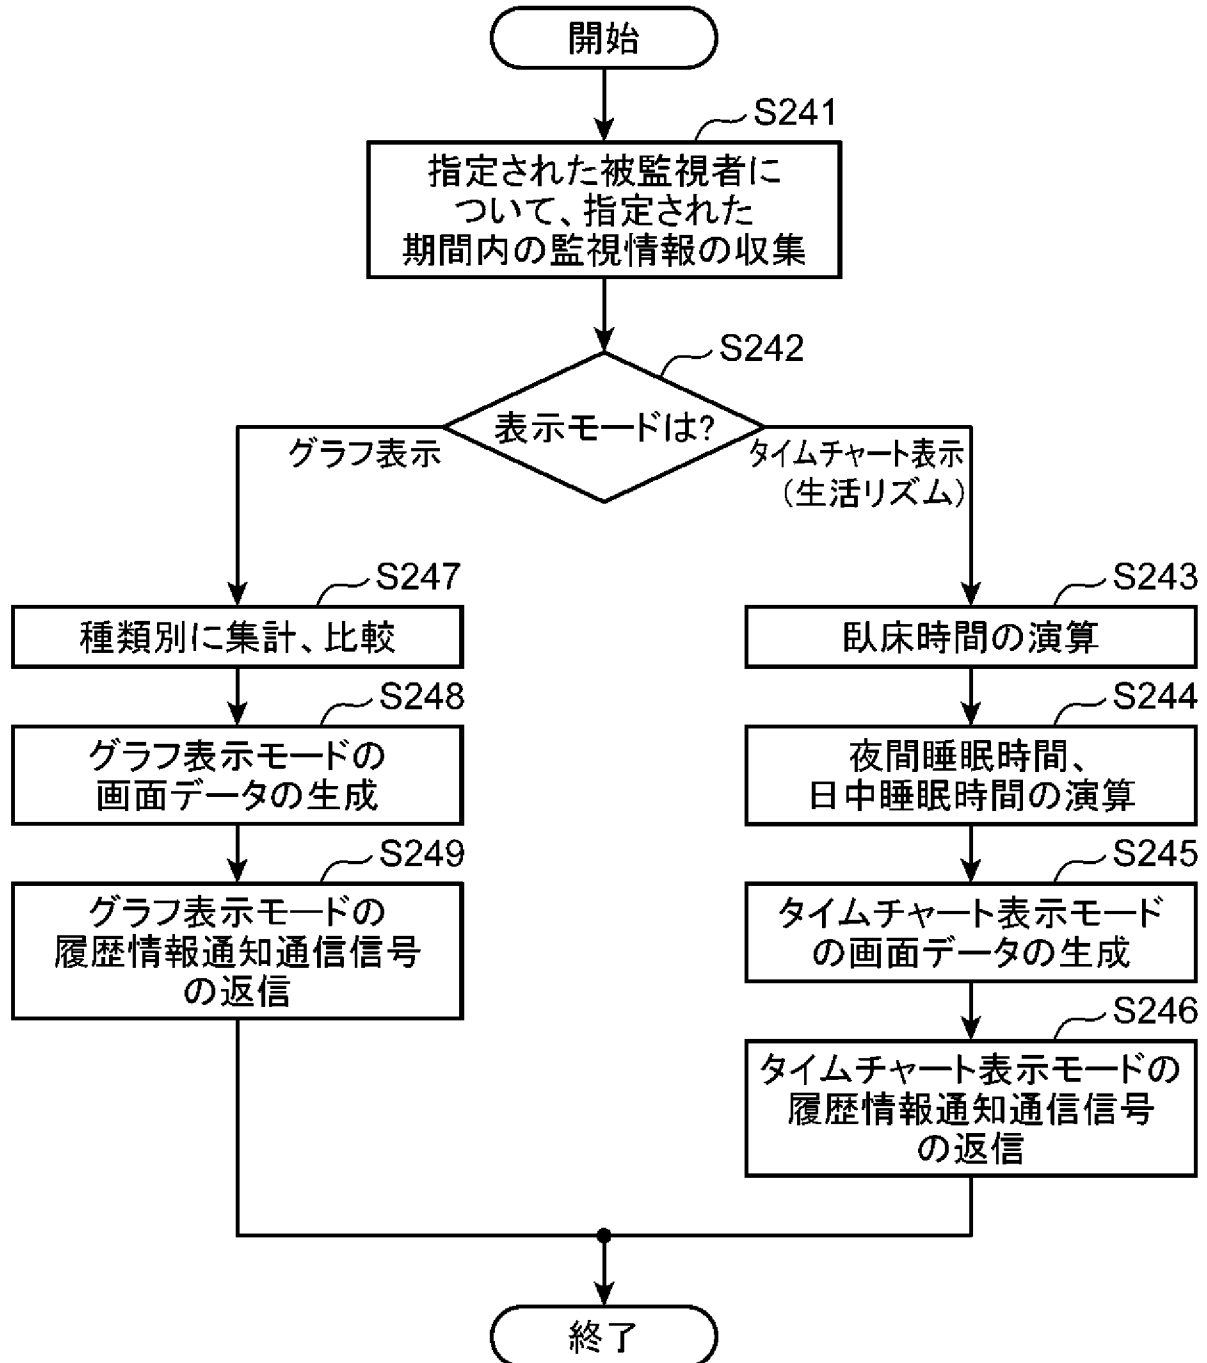 開始
S241
指定された被監視者に
ついて、指定された
期間内の監視情報の収集
S242
表示モードは?
グラフ表示
タイムチャート表示
(生活リズム)
S247
種類別に集計、比較
S248
グラフ表示モードの
画面データの生成
S249
グラフ表示モードの
履歴情報通知通信信号
の返信
S243
臥床時間の演算
S244
夜間睡眠時間、
日中睡眠時間の演算
S245
タイムチャート表示モード
の画面データの生成
S246
タイムチャート表示モードの
履歴情報通知通信信号
の返信
終了